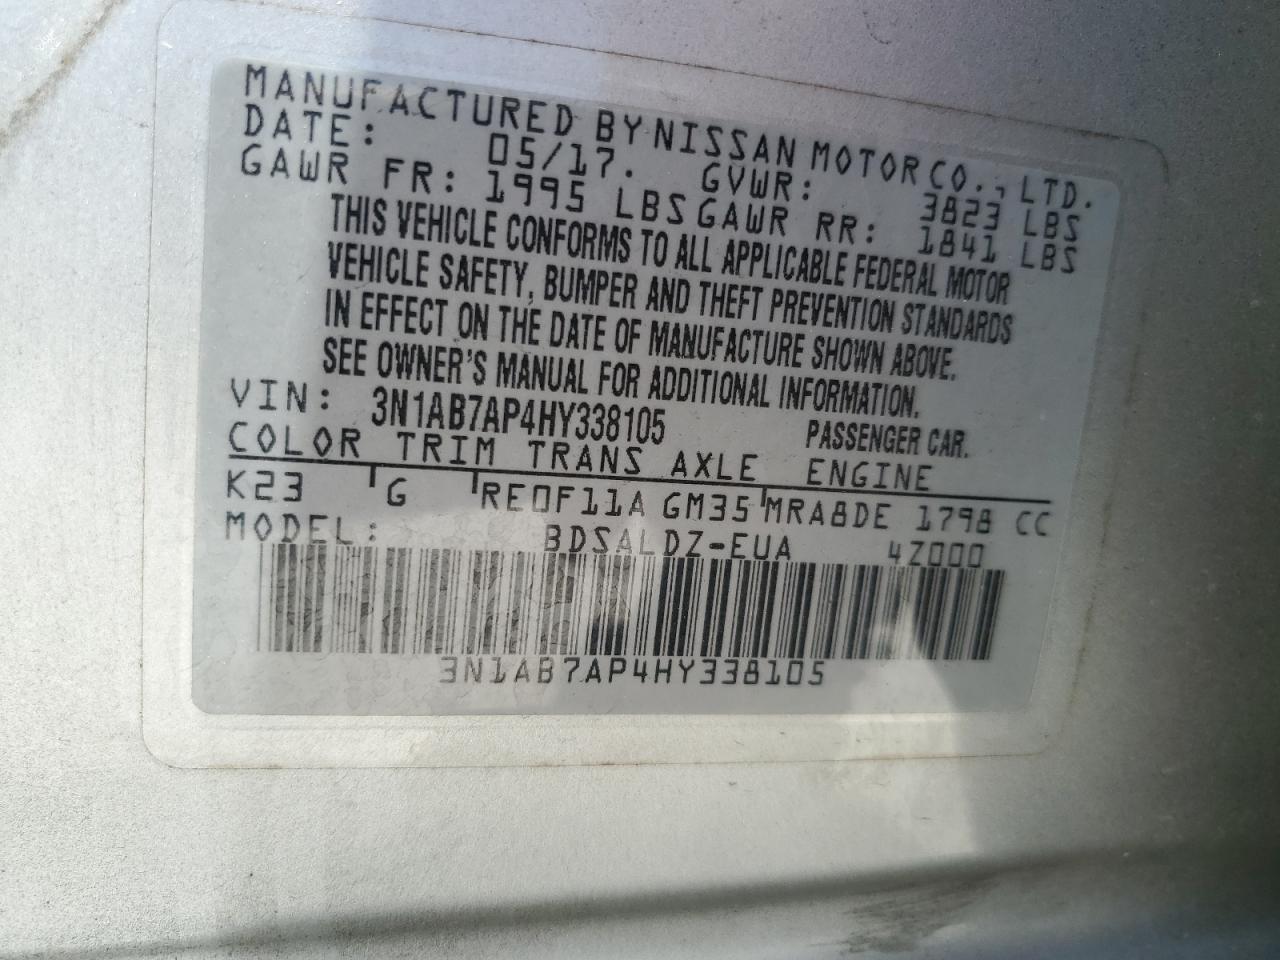 MANUFACTURED BY NISSAN MOTOR CO., LTD.
DATE: 05/17. GVWR: 3823 LBS
GAWR FR: 1995 LBS GAWR RR: 1841 LBS
THIS VEHICLE CONFORMS TO ALL APPLICABLE FEDERAL MOTOR
VEHICLE SAFETY, BUMPER AND THEFT PREVENTION STANDARDS
IN EFFECT ON THE DATE OF MANUFACTURE SHOWN ABOVE.
SEE OWNER'S MANUAL FOR ADDITIONAL INFORMATION.
VIN: 3N1AB7AP4HY338105 PASSENGER CAR.
COLOR TRIM TRANS AXLE ENGINE
K23 G RE0F11A GM35 MRA8DE 1798 CC
MODEL: BDSALDZ-EUA 4Z000
3N1AB7AP4HY338105